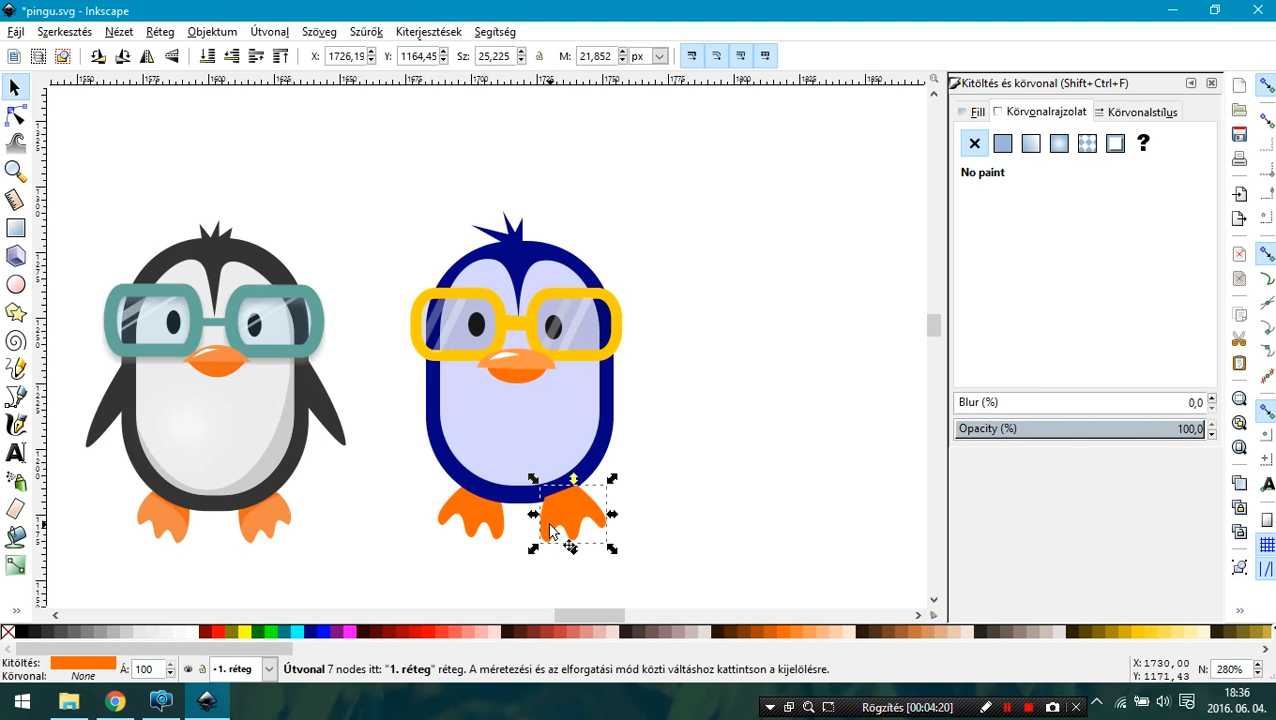 *pingu.svg - Inkscape
Fájl Szerkesztés Nézet Réteg Objektum Útvonal Szöveg Szűrők Kiterjesztések Segítség
X: 1726,19 Y: 1164,45 Sz: 25,225 M: 21,852 px
Kitöltés és körvonal (Shift+Ctrl+F)
Fill Körvonalrajzolat Körvonalstílus
?
No paint
Blur (%) 0,0
Opacity (%) 100,0
Kitöltés: Á: 100 1. réteg Útvonal 7 nodes itt: "1. réteg" réteg. A méretezési és az elforgatási mód közti váltáshoz kattintson a kijelölésre. X: 1730,00 N: 280%
Körvonal: None Y: 1171,43
Rögzítés [00:04:20] 18:36
2016. 06. 04.